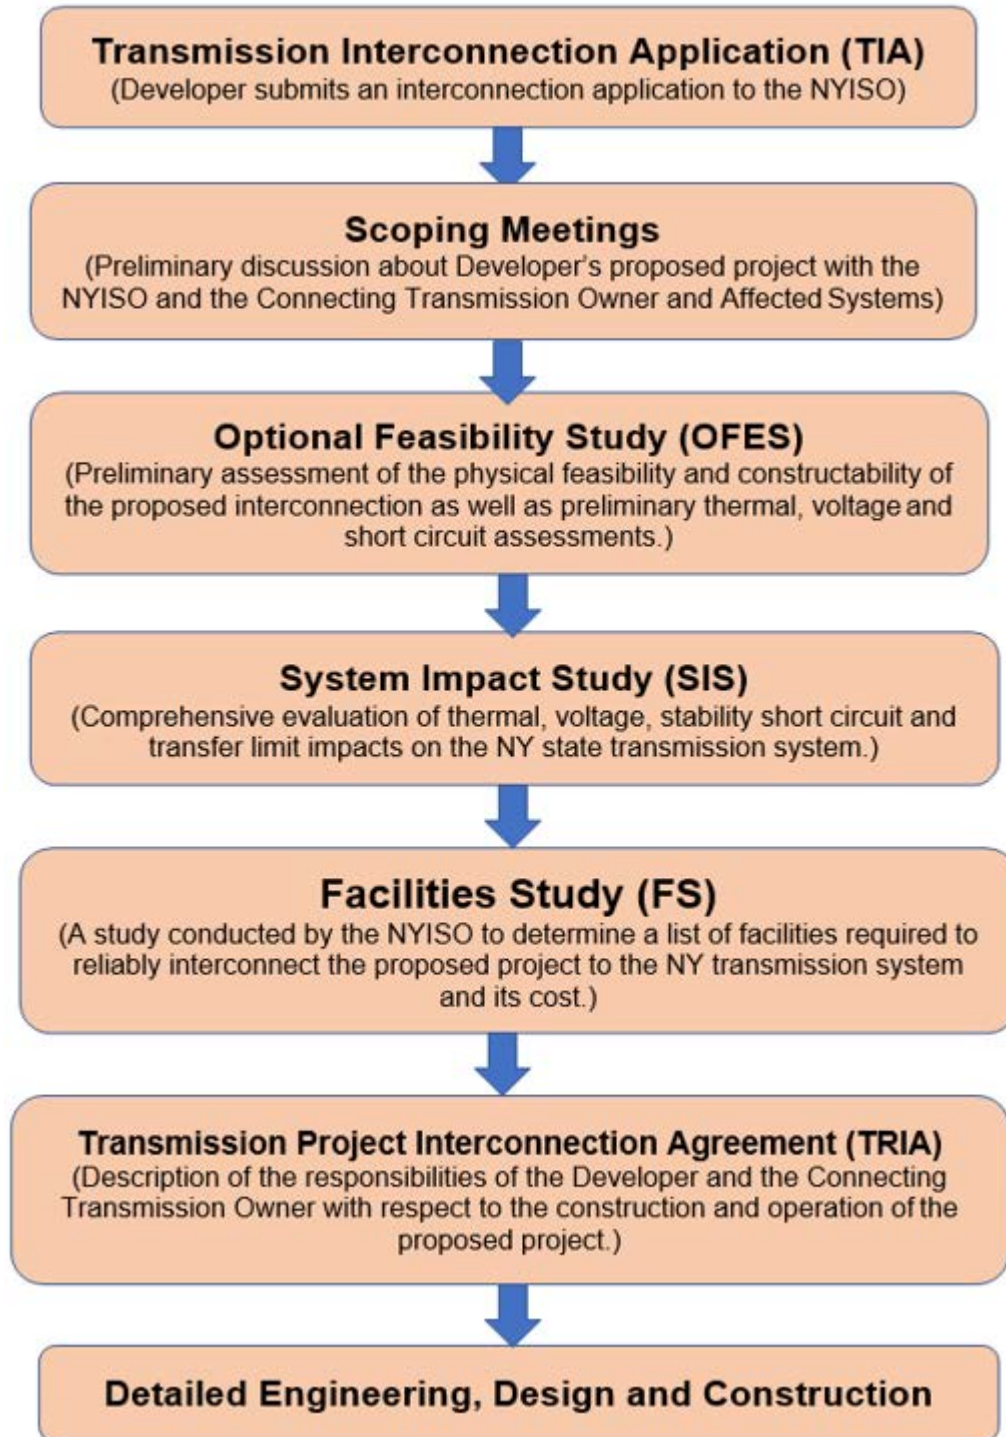 Transmission Interconnection Application (TIA)
(Developer submits an interconnection application to the NYISO)
Scoping Meetings
(Preliminary discussion about Developer's proposed project with the
NYISO and the Connecting Transmission Owner and Affected Systems)
Optional Feasibility Study (OFES)
(Preliminary assessment of the physical feasibility and constructability of
the proposed interconnection as well as preliminary thermal, voltage and
short circuit assessments.)
System Impact Study (SIS)
(Comprehensive evaluation of thermal, voltage, stability short circuit and
transfer limit impacts on the NY state transmission system.)
Facilities Study (FS)
(A study conducted by the NYISO to determine a list of facilities required to
reliably interconnect the proposed project to the NY transmission system
and its cost.)
Transmission Project Interconnection Agreement (TRIA)
(Description of the responsibilities of the Developer and the Connecting
Transmission Owner with respect to the construction and operation of the
proposed project.)
Detailed Engineering, Design and Construction